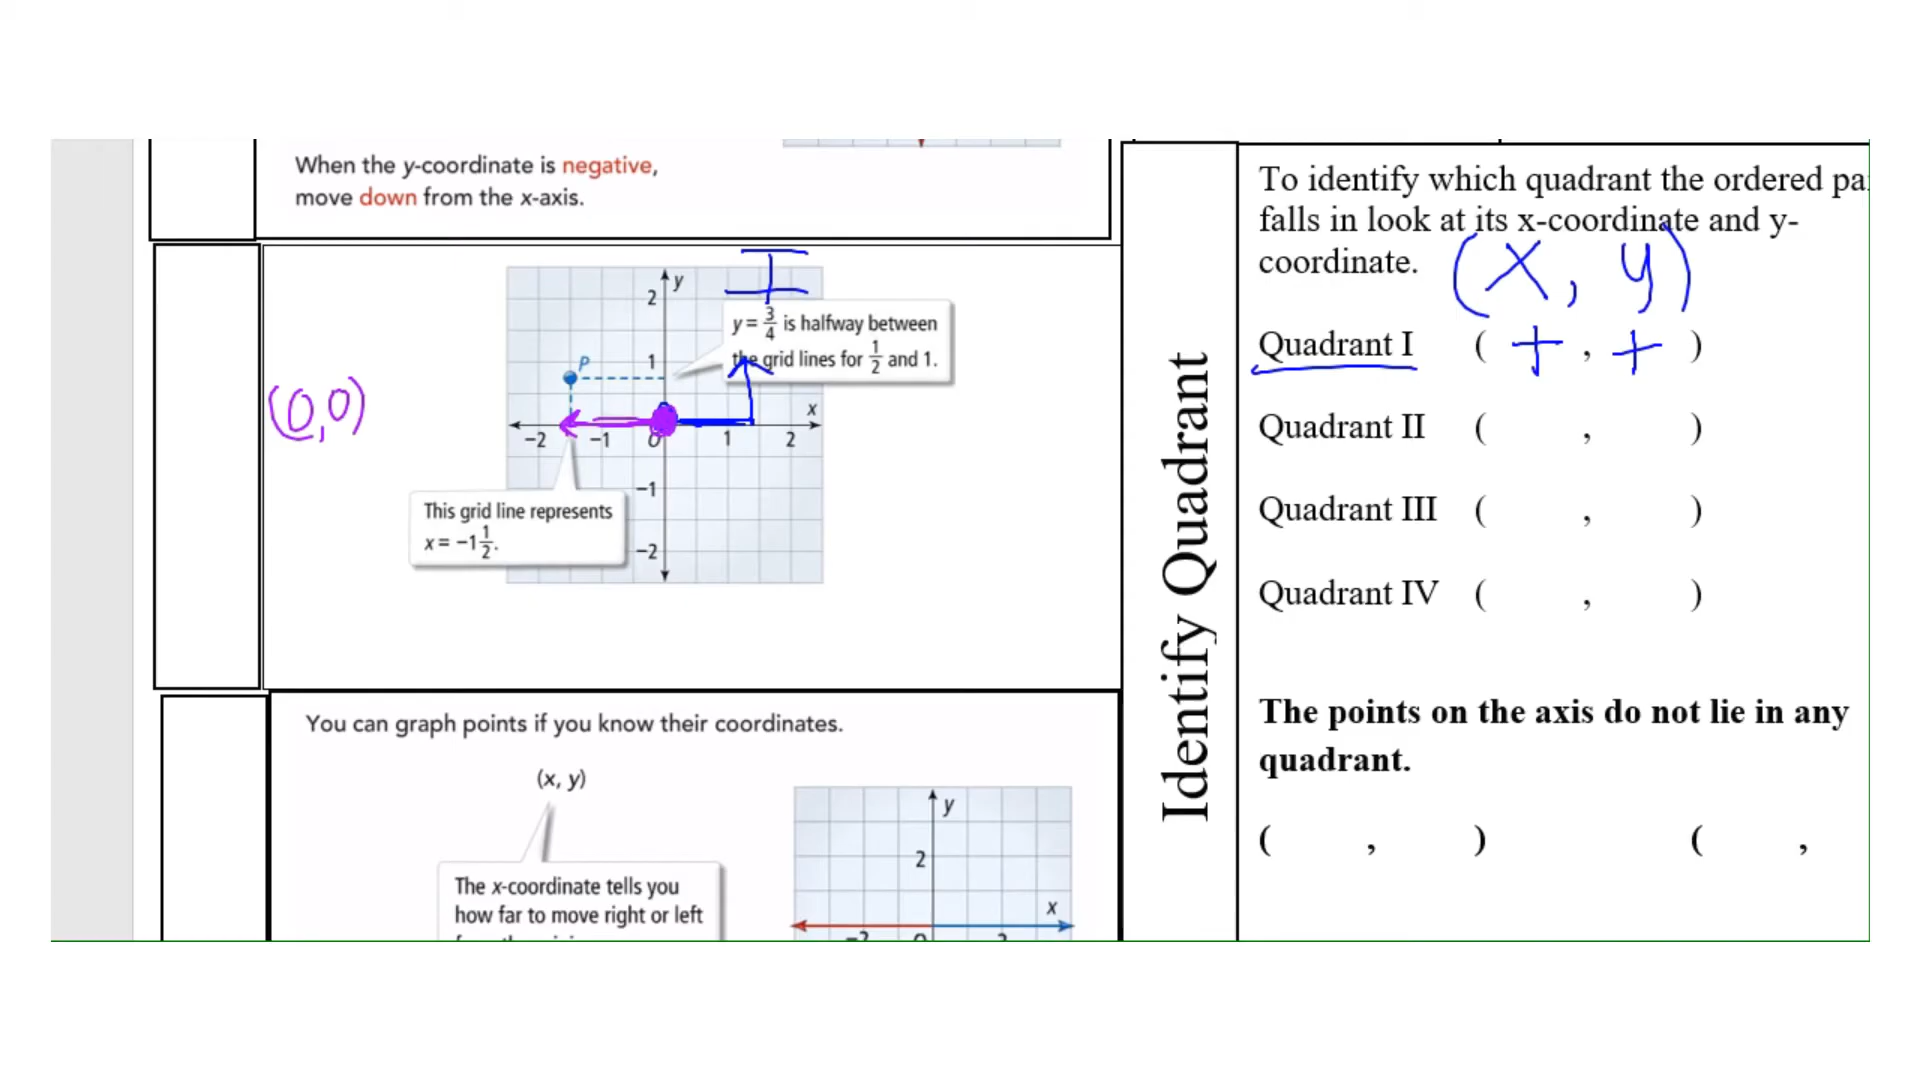 When the y-coordinate is negative,
move down from the x-axis.
I
y
2
y = 3/4 is halfway between
the grid lines for 1/2 and 1.
P
1
(0,0)
x
−2 −1 O 1 2
−1
This grid line represents
x = −1 1/2.
−2
You can graph points if you know their coordinates.
(x, y)
The x-coordinate tells you
how far to move right or left
y
2
x
Identify Quadrant
To identify which quadrant the ordered
falls in look at its x-coordinate and y-
coordinate. (x, y)
Quadrant I ( + , + )
Quadrant II ( , )
Quadrant III ( , )
Quadrant IV ( , )
The points on the axis do not lie in any
quadrant.
( , ) ( ,